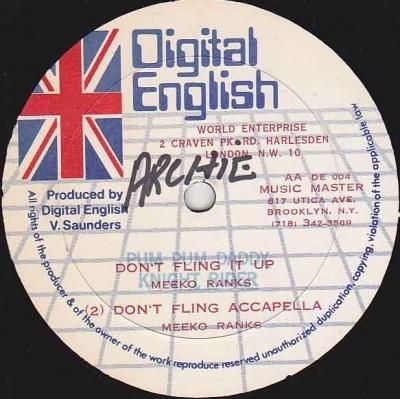 Digital
English
WORLD ENTERPRISE
2 CRAVEN PK. RD, HARLESDEN
LONDON, N.W. 10
ARCHIE
AA DE 004
MUSIC MASTER
617 UTICA AVE,
BROOKLYN, N.Y.
(718) 342-3569
Produced by
Digital English
V. Saunders
PUM PUM DADDY
DON'T FLING IT UP
KNIGHT RIDER
MEEKO RANKS
(2) DON'T FLING ACCAPELLA
MEEKO RANKS
All rights of the producer & of the owner of the work reproduce reserved unauthorized duplication, copying, violation of the applicable law